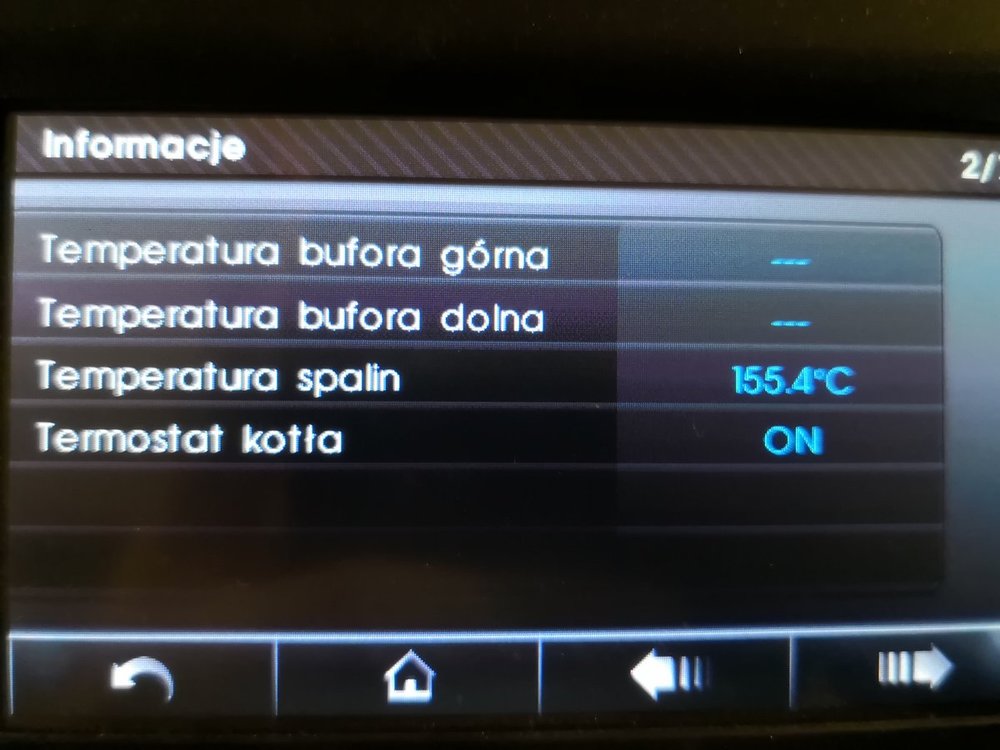 Informacje 2/
Temperatura bufora górna ---
Temperatura bufora dolna ---
Temperatura spalin 155.4°C
Termostat kotła ON